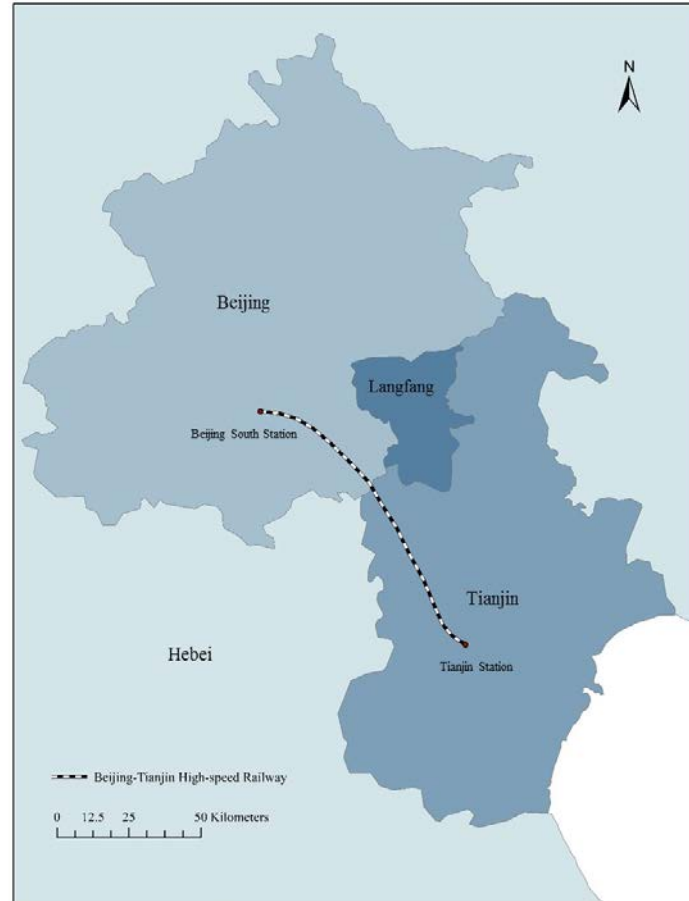 N
Beijing
Langfang
Beijing South Station
Tianjin
Hebei
Tianjin Station
Beijing-Tianjin High-speed Railway
0 12.5 25 50 Kilometers